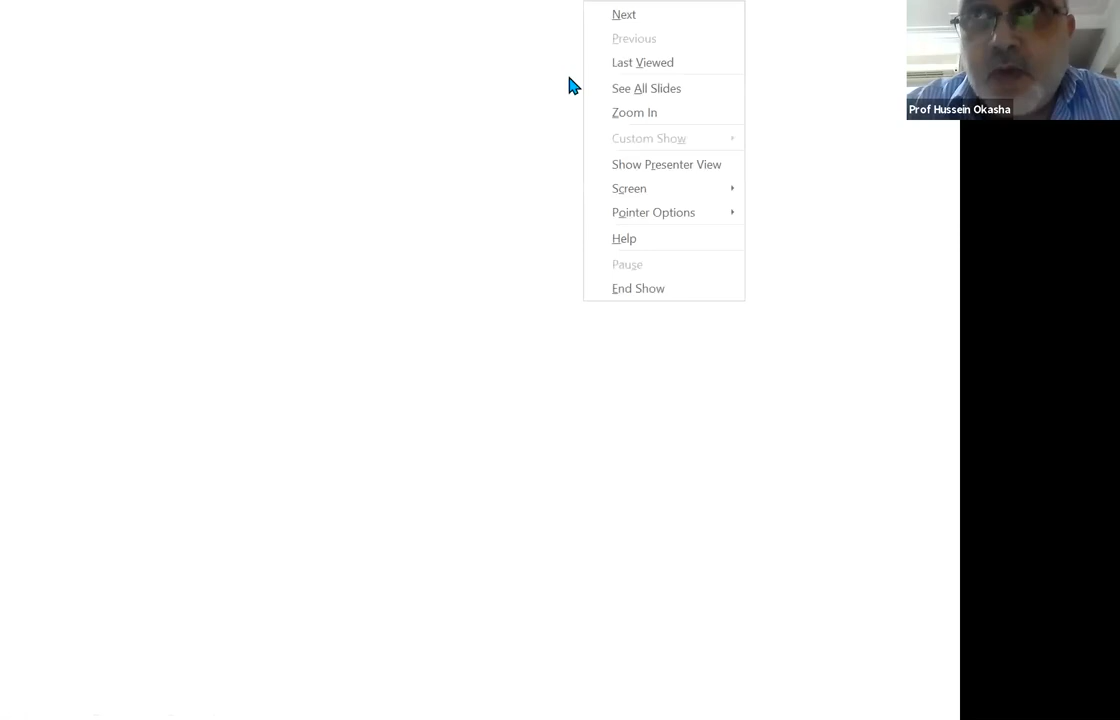 Next
Previous
Last Viewed
See All Slides
Zoom In
Custom Show
Show Presenter View
Screen
Pointer Options
Help
Pause
End Show
Prof Hussein Okasha